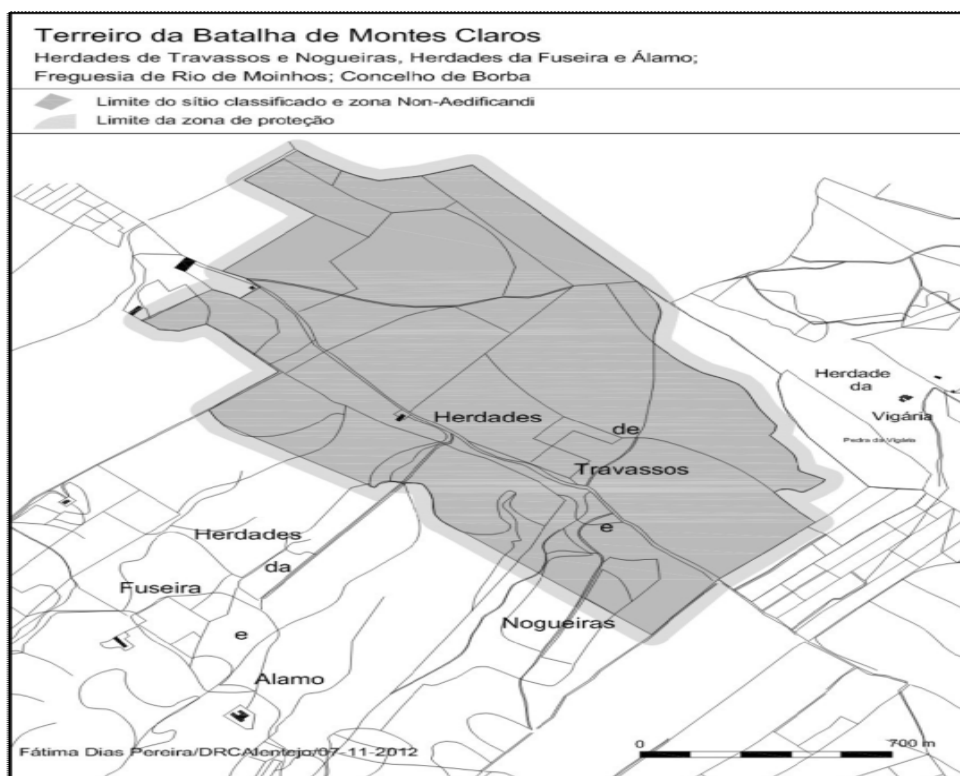 Terreiro da Batalha de Montes Claros
Herdades de Travassos e Nogueiras, Herdades da Fuseira e Álamo;
Freguesia de Rio de Moinhos; Concelho de Borba
Limite do sítio classificado e zona Non-Aedificandi
Limite da zona de proteção
Herdade
da
Vigária
Pedra da Vigária
Herdades
de
Travassos
e
Nogueiras
Herdades
da
Fuseira
e
Álamo
Fátima Dias Pereira/DRCAlentejo/07-11-2012
0
700 m